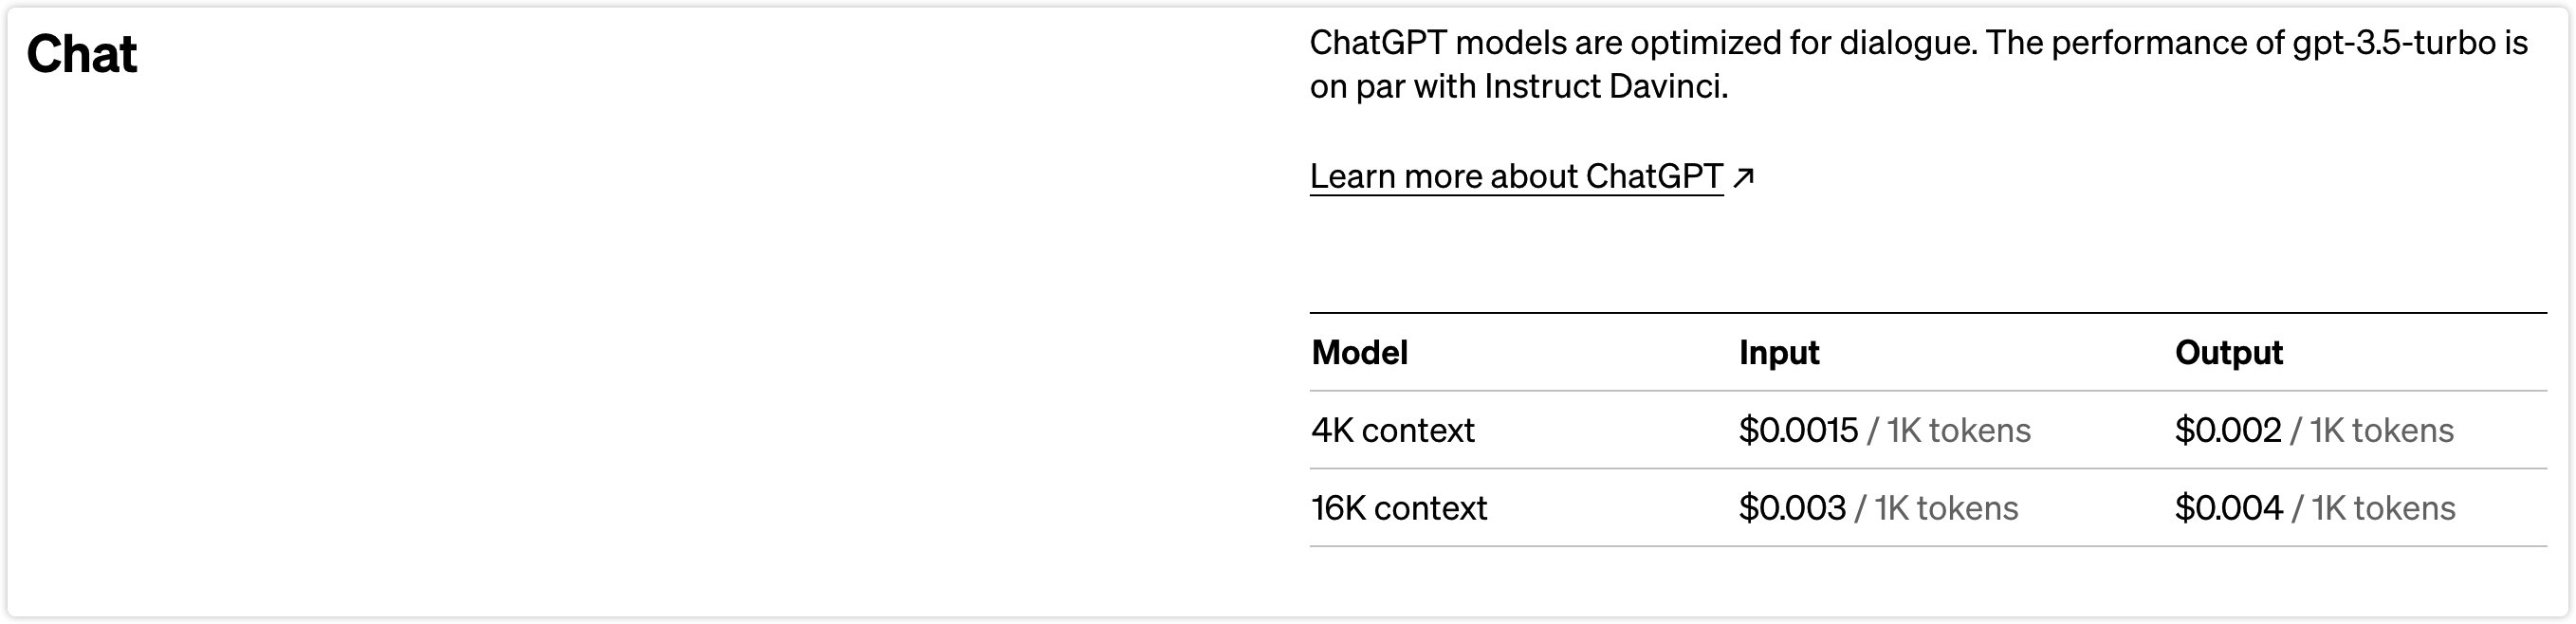 Chat
ChatGPT models are optimized for dialogue. The performance of gpt-3.5-turbo is
on par with Instruct Davinci.
Learn more about ChatGPT ↗
Model Input Output
4K context $0.0015 / 1K tokens $0.002 / 1K tokens
16K context $0.003 / 1K tokens $0.004 / 1K tokens